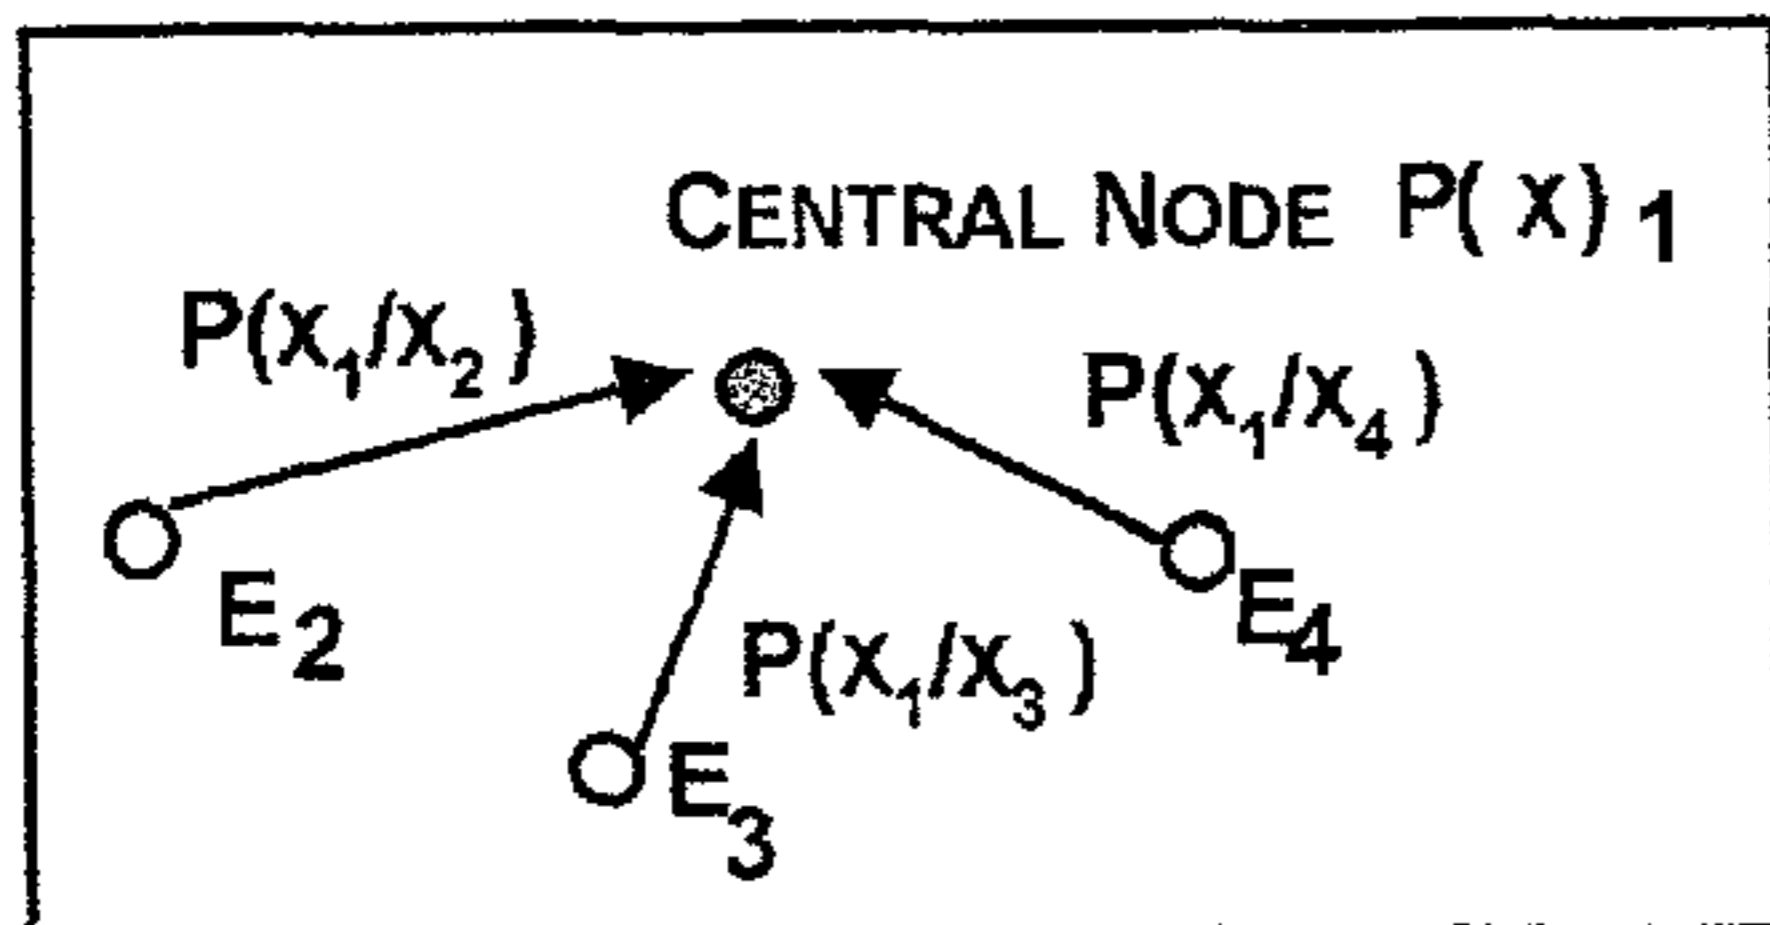 CENTRAL NODE P( x) 1
P(x₁/x₂ )
P(x₁/x₄ )
E₂
E₄
P(x₁/x₃ )
E₃